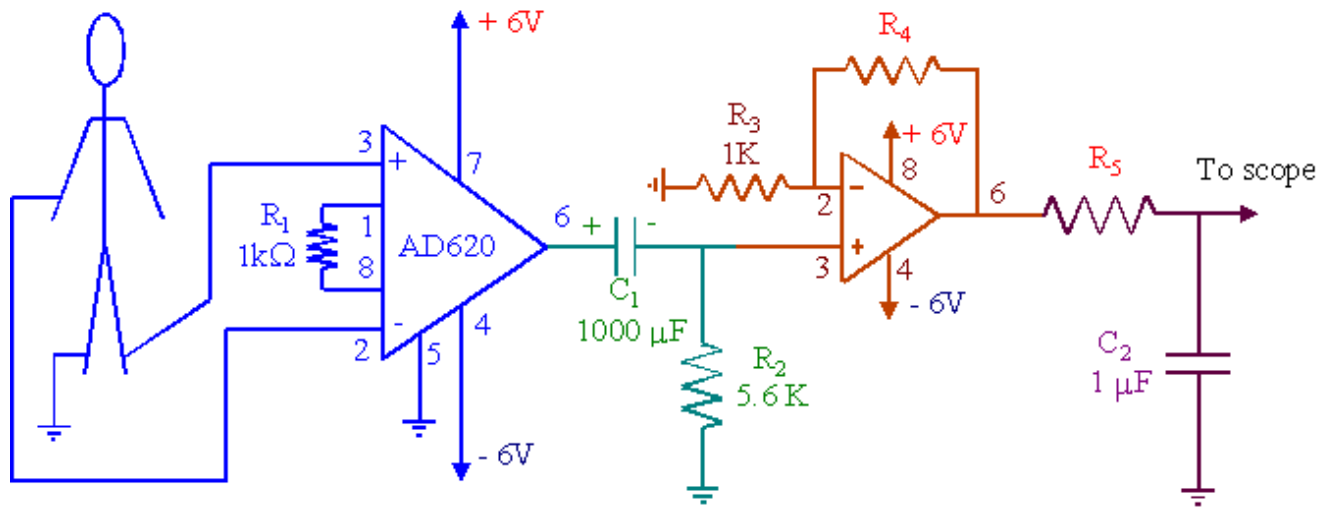 + 6V
3
7
R₁
1kΩ
1
8
AD620
6
2
5
4
- 6V
+ -
C₁
1000 μF
R₂
5.6 K
R₃
1K
R₄
+ 6V
8
2
3
6
4
- 6V
R₅
To scope
C₂
1 μF
+
-
-
+